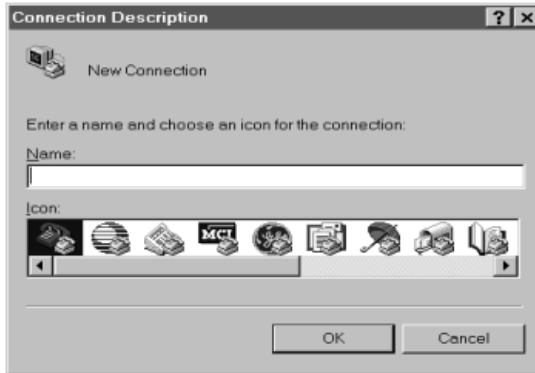 Connection Description
New Connection
Enter a name and choose an icon for the connection:
Name:
Icon:
MCI
OK
Cancel